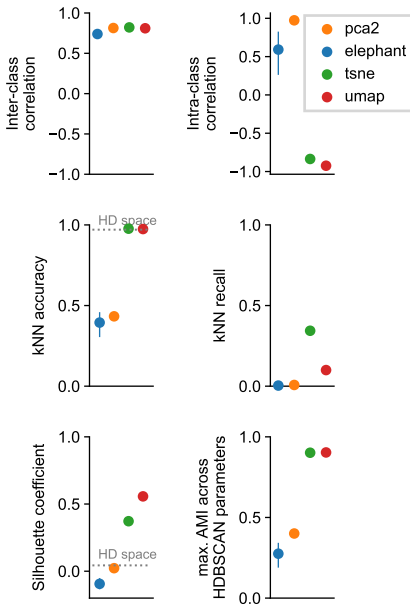 Inter-class
correlation
1.0
0.5
0.0
−0.5
−1.0
Intra-class
correlation
1.0
0.5
0.0
−0.5
−1.0
pca2
elephant
tsne
umap
kNN accuracy
1.0
0.5
0.0
HD space
kNN recall
1.0
0.5
0.0
Silhouette coefficient
1.0
0.5
0.0
HD space
max. AMI across
HDBSCAN parameters
1.0
0.5
0.0